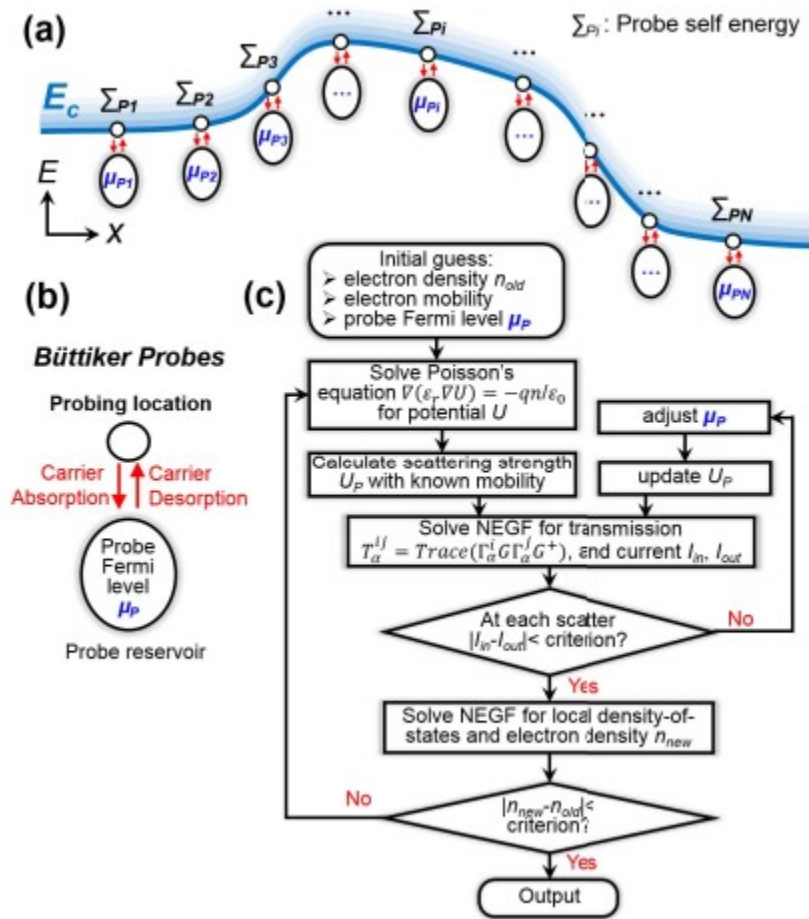 (a)
∑Pi : Probe self energy
∑P1
∑P2
∑P3
...
∑Pi
...
...
...
∑PN
Ec
μP1
μP2
μP3
...
μPi
...
...
...
μPN
E
X
(b)
Büttiker Probes
Probing location
Carrier Absorption
Carrier Desorption
Probe
Fermi
level
μP
Probe reservoir
(c)
Initial guess:
➢ electron density nold
➢ electron mobility
➢ probe Fermi level μP
Solve Poisson's
equation ∇(εr∇U) = −qn/ε0
for potential U
Calculate scattering strength
UP with known mobility
adjust μP
update UP
Solve NEGF for transmission
Tαij = Trace(ΓαiGΓαjG+), and current Iin, Iout
At each scatter
|Iin-Iout|< criterion?
No
Yes
Solve NEGF for local density-of-
states and electron density nnew
No
|nnew-nold|<
criterion?
Yes
Output